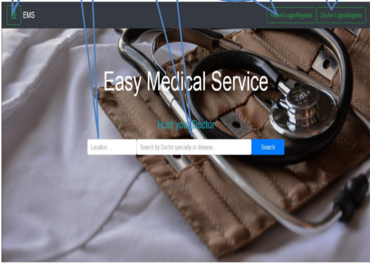 EMS
Patient Login/Register
Doctor Login/Register
Easy Medical Service
Trust your Doctor
Location...
Search by Doctor specialty or disease
Search